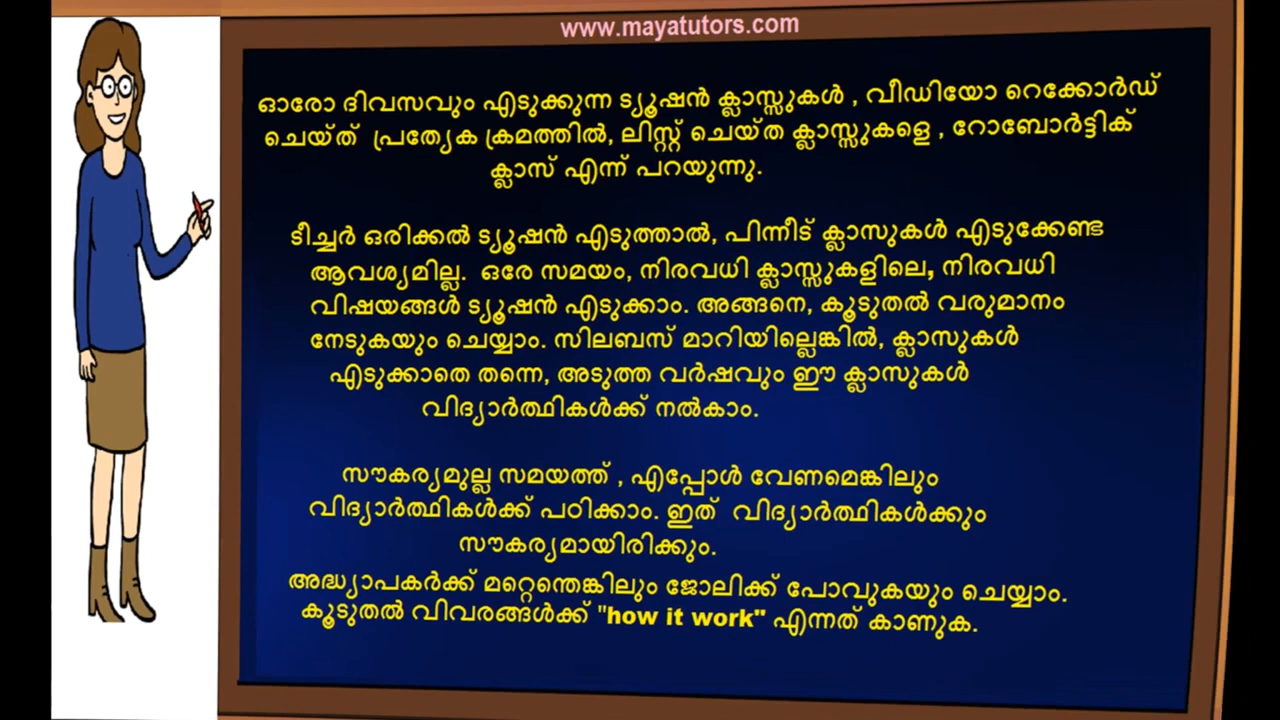 www.mayatutors.com
ഓരോ ദിവസവും എടുക്കുന്ന ട്യൂഷൻ ക്ലാസ്സുകൾ , വീഡിയോ റെക്കോർഡ്
ചെയ്ത് പ്രത്യേക ക്രമത്തിൽ, ലിസ്റ്റ് ചെയ്ത ക്ലാസ്സുകളെ , റോബോർട്ടിക്
ക്ലാസ് എന്ന് പറയുന്നു.
ടീച്ചർ ഒരിക്കൽ ട്യൂഷൻ എടുത്താൽ, പിന്നീട് ക്ലാസുകൾ എടുക്കേണ്ട
ആവശ്യമില്ല. ഒരേ സമയം, നിരവധി ക്ലാസ്സുകളിലെ, നിരവധി
വിഷയങ്ങൾ ട്യൂഷൻ എടുക്കാം. അങ്ങനെ, കൂടുതൽ വരുമാനം
നേടുകയും ചെയ്യാം. സിലബസ് മാറിയില്ലെങ്കിൽ, ക്ലാസുകൾ
എടുക്കാതെ തന്നെ, അടുത്ത വർഷവും ഈ ക്ലാസുകൾ
വിദ്യാർത്ഥികൾക്ക് നൽകാം.
സൗകര്യമുല്ല സമയത്ത് , എപ്പോൾ വേണമെങ്കിലും
വിദ്യാർത്ഥികൾക്ക് പഠിക്കാം. ഇത് വിദ്യാർത്ഥികൾക്കും
സൗകര്യമായിരിക്കും.
അദ്ധ്യാപകർക്ക് മറ്റെന്തെങ്കിലും ജോലിക്ക് പോവുകയും ചെയ്യാം.
കൂടുതൽ വിവരങ്ങൾക്ക് "how it work" എന്നത് കാണുക.